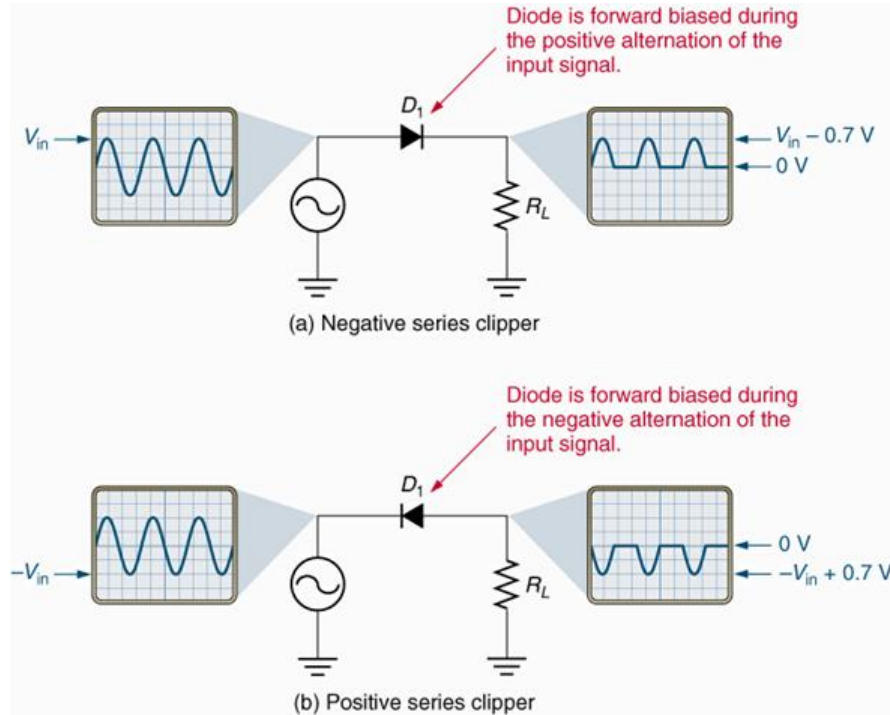 Diode is forward biased during
the positive alternation of the
input signal.
D1
Vin
Vin – 0.7 V
0 V
RL
(a) Negative series clipper
Diode is forward biased during
the negative alternation of the
input signal.
D1
0 V
–Vin
–Vin + 0.7 V
RL
(b) Positive series clipper